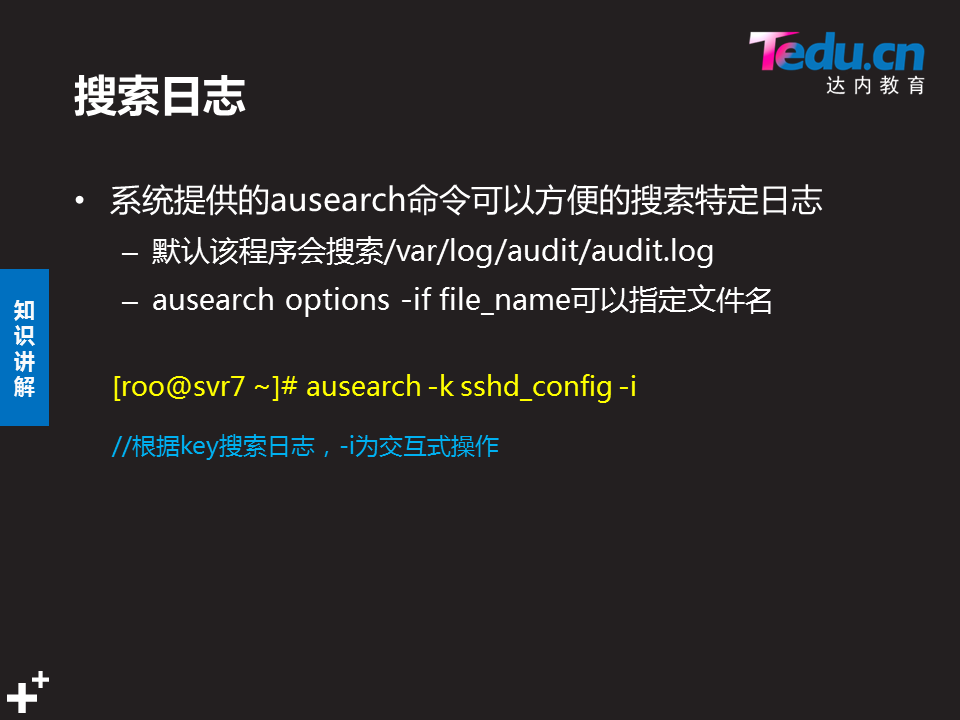 Tedu.cn
达内教育
搜索日志
• 系统提供的ausearch命令可以方便的搜索特定日志
– 默认该程序会搜索/var/log/audit/audit.log
– ausearch options -if file_name可以指定文件名
知识讲解
[roo@svr7 ~]# ausearch -k sshd_config -i
//根据key搜索日志，-i为交互式操作